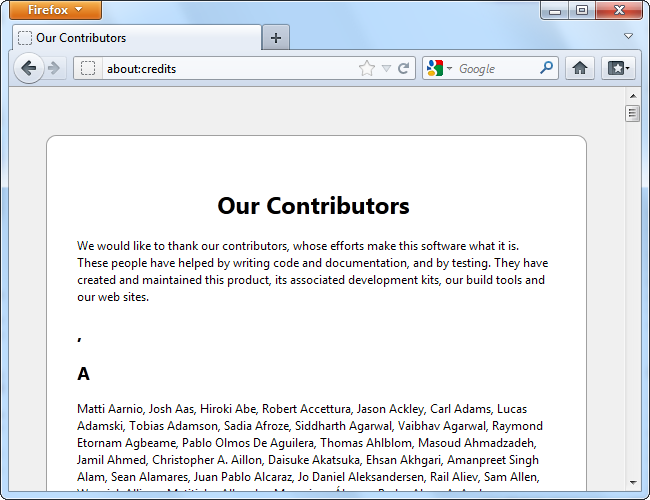 Firefox
Our Contributors
about:credits
Google
Our Contributors
We would like to thank our contributors, whose efforts make this software what it is.
These people have helped by writing code and documentation, and by testing. They have
created and maintained this product, its associated development kits, our build tools and
our web sites.
,
A
Matti Aarnio, Josh Aas, Hiroki Abe, Robert Accettura, Jason Ackley, Carl Adams, Lucas
Adamski, Tobias Adamson, Sadia Afroze, Siddharth Agarwal, Vaibhav Agarwal, Raymond
Etornam Agbeame, Pablo Olmos De Aguilera, Thomas Ahlblom, Masoud Ahmadzadeh,
Jamil Ahmed, Christopher A. Aillon, Daisuke Akatsuka, Ehsan Akhgari, Amanpreet Singh
Alam, Sean Alamares, Juan Pablo Alcaraz, Jo Daniel Aleksandersen, Rail Aliev, Sam Allen,